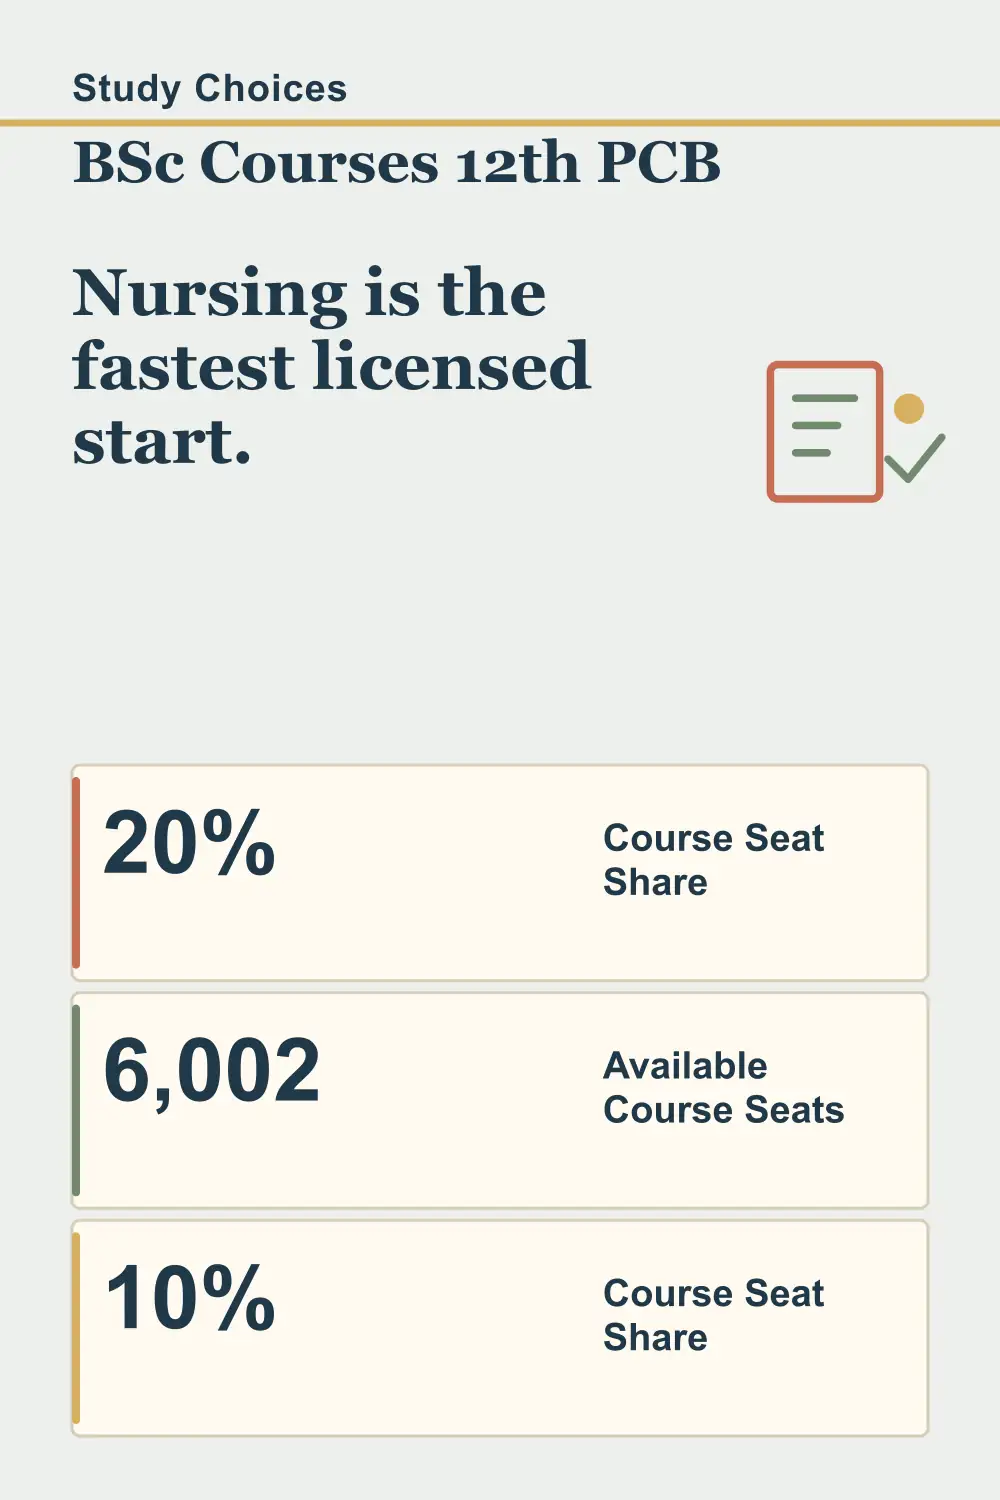 Study Choices
BSc Courses 12th PCB
Nursing is the
fastest licensed
start.
20%
Course Seat
Share
6,002
Available
Course Seats
10%
Course Seat
Share